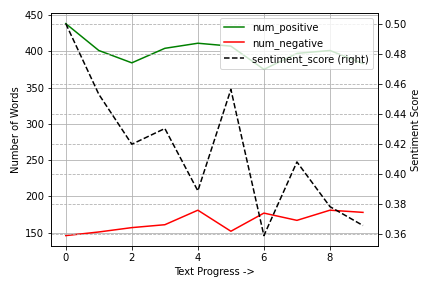 num_positive
num_negative
sentiment_score (right)
450
400
350
300
250
200
150
Number of Words
0.50
0.48
0.46
0.44
0.42
0.40
0.38
0.36
Sentiment Score
0 2 4 6 8
Text Progress ->